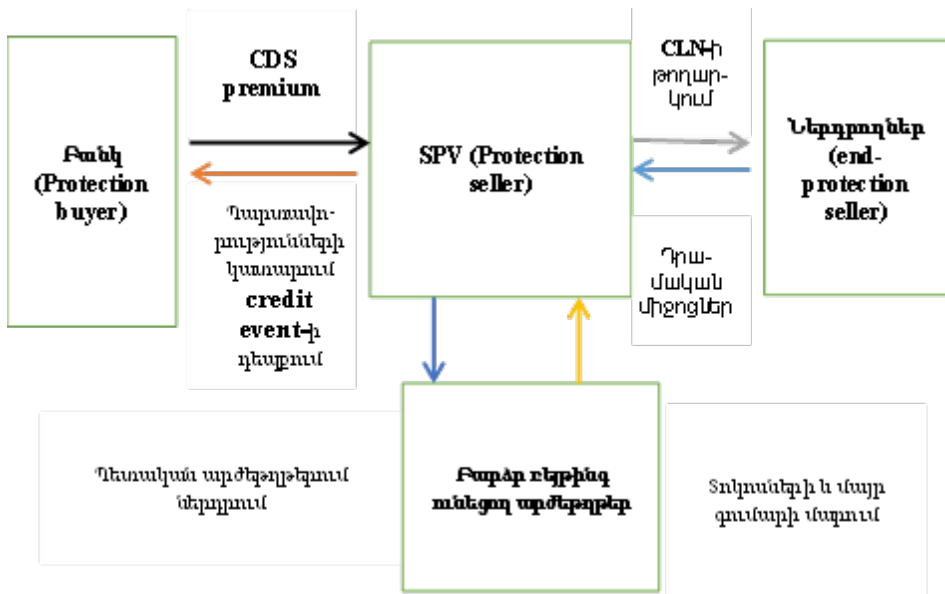 CDS
premium
CLN-ի
թողար-
կում
Բանկ
(Protection
buyer)
SPV (Protection
seller)
Ներդրողներ
(end-
protection
seller)
Պարտավո-
րությունների
կատարում
credit
event-ի
դեպքում
Դրա-
մական
միջոցներ
Պետական արժեթղթերում
ներդրում
Բարձր ռեյթինգ
ունեցող արժեթղթեր
Տոկոսների և մայր
գումարի մարում